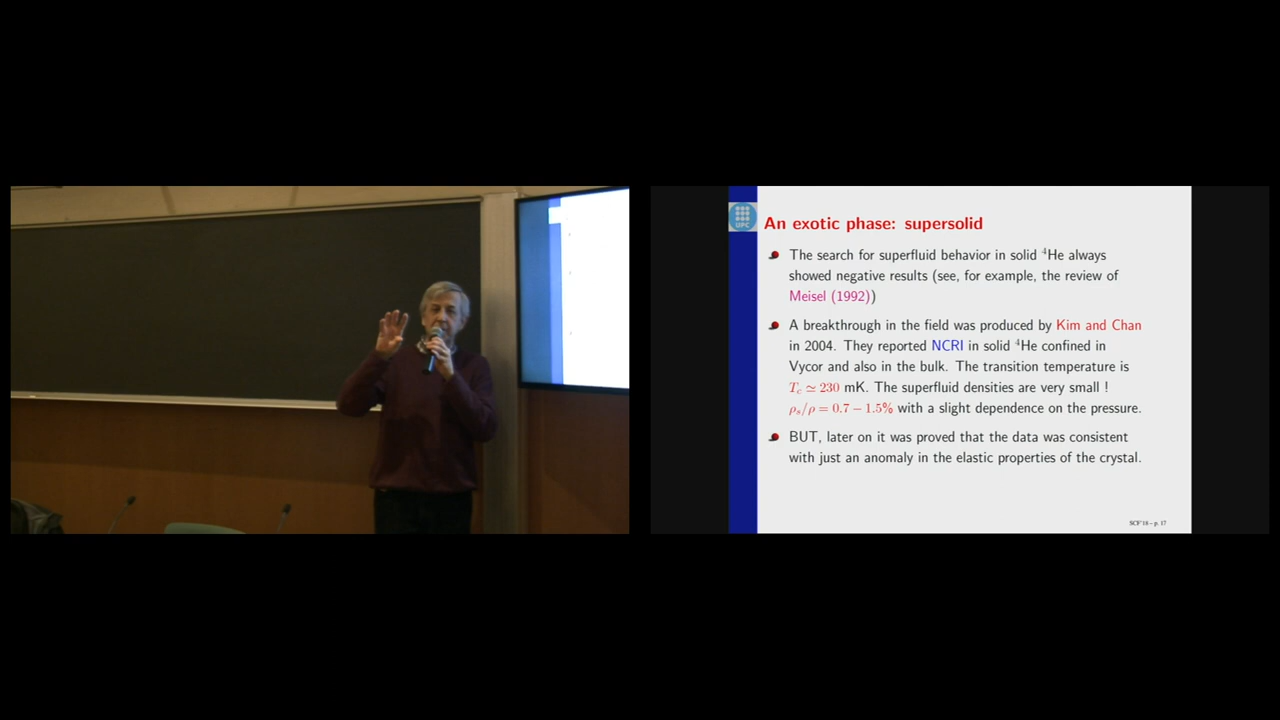 UPC
An exotic phase: supersolid
The search for superfluid behavior in solid ⁴He always
showed negative results (see, for example, the review of
Meisel (1992))
A breakthrough in the field was produced by Kim and Chan
in 2004. They reported NCRI in solid ⁴He confined in
Vycor and also in the bulk. The transition temperature is
T_c ≃ 230 mK. The superfluid densities are very small !
ρ_s/ρ = 0.7 − 1.5% with a slight dependence on the pressure.
BUT, later on it was proved that the data was consistent
with just an anomaly in the elastic properties of the crystal.
SCF'18 – p. 17